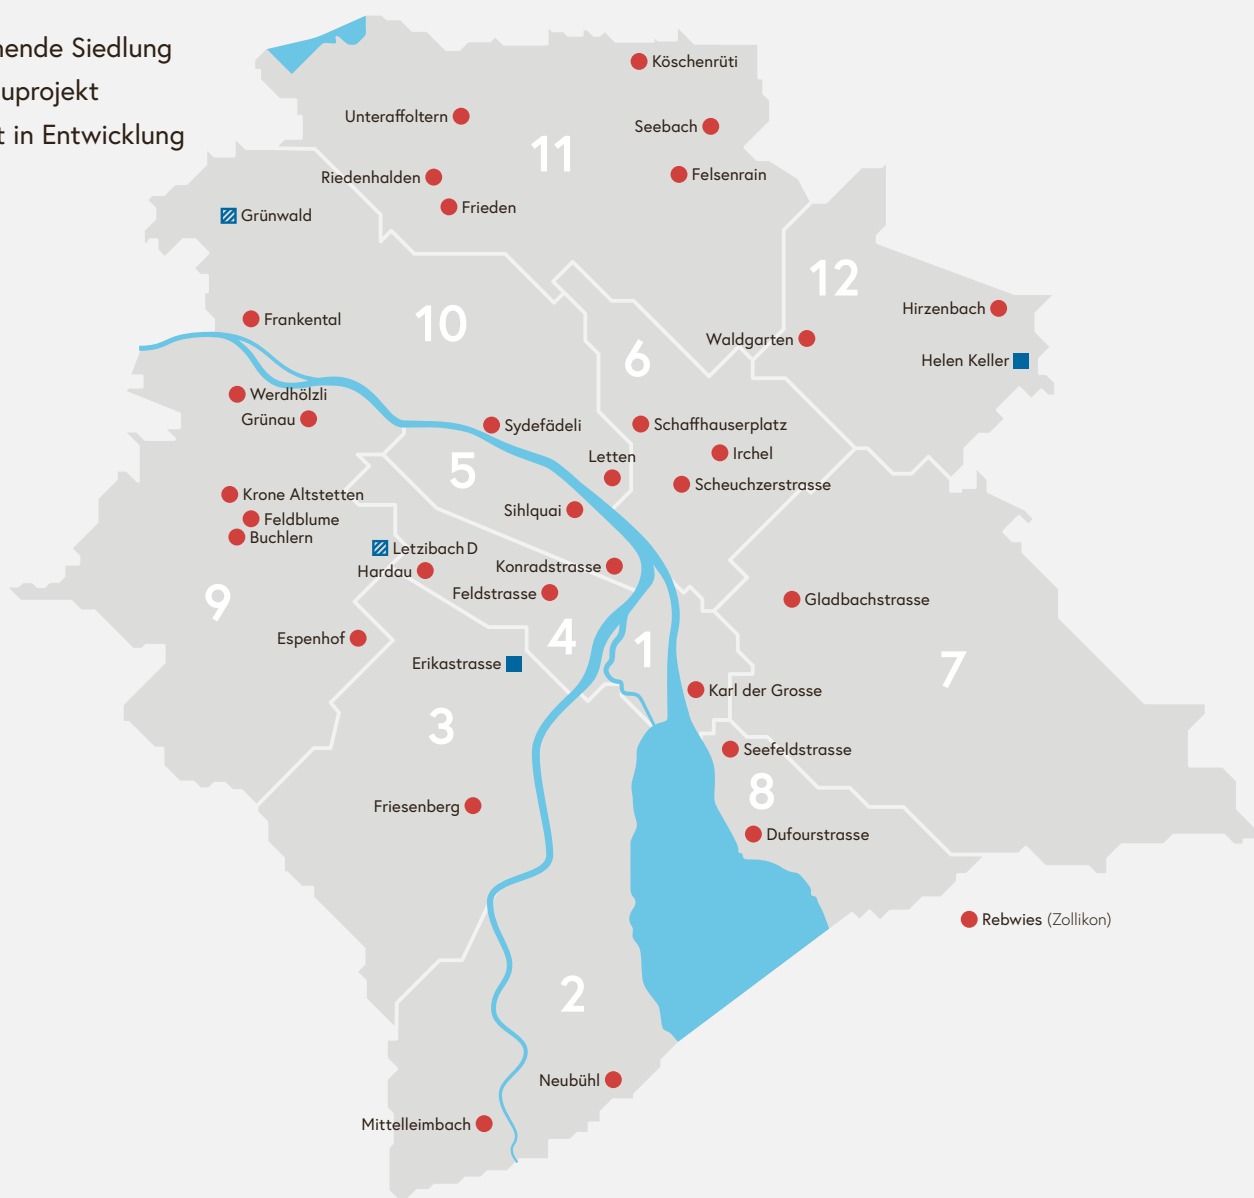 ende Siedlung
uprojekt
t in Entwicklung
Köschenrüti
Unteraffoltern
Seebach
11
Riedenhalden
Felsenrain
Frieden
Grünwald
12
Hirzenbach
Frankental
10
Waldgarten
6
Helen Keller
Werdhölzli
Grünau
Sydefädeli
Schaffhauserplatz
Irchel
Letten
5
Scheuchzerstrasse
Krone Altstetten
Sihlquai
Feldblume
Buchlern
Letzibach D
Konradstrasse
Hardau
Feldstrasse
9
Gladbachstrasse
4
1
Espenhof
Erikastrasse
7
Karl der Grosse
3
Seefeldstrasse
8
Friesenberg
Dufourstrasse
Rebwies (Zollikon)
2
Neubühl
Mittelleimbach